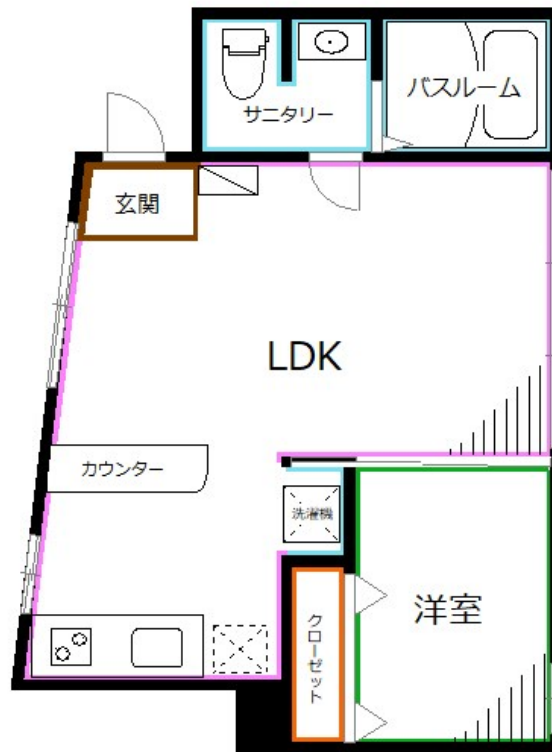 サニタリー
バスルーム
玄関
LDK
カウンター
洗濯機
洋室
クローゼット